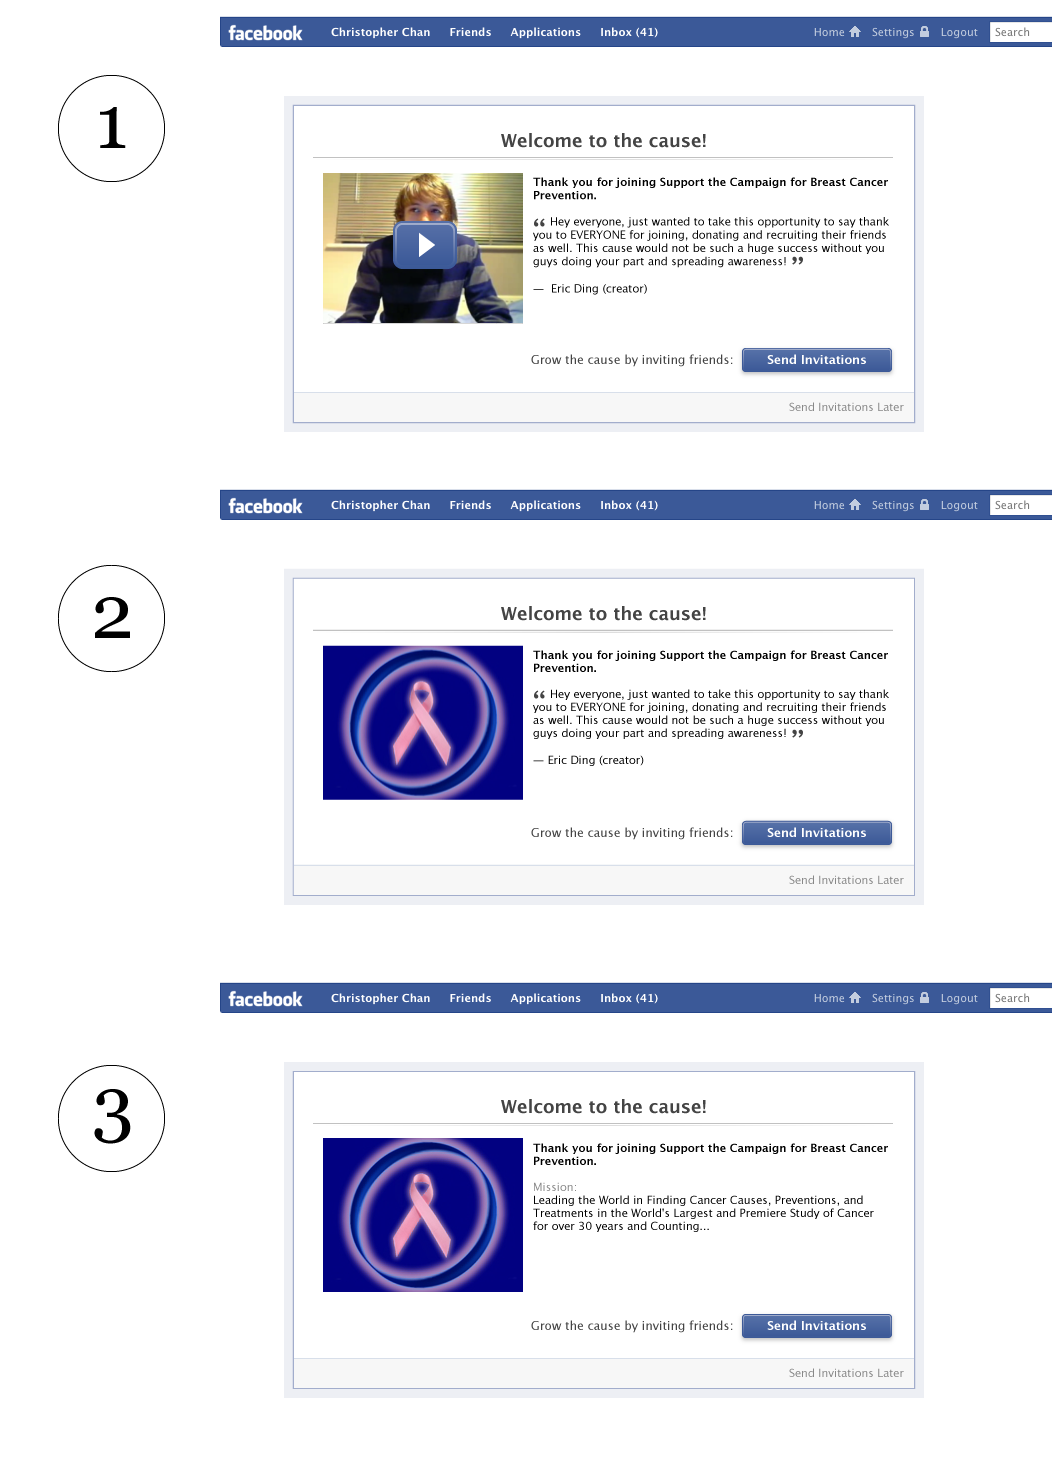 facebook Christopher Chan Friends Applications Inbox (41) Home Settings Logout Search
1
Welcome to the cause!
Thank you for joining Support the Campaign for Breast Cancer
Prevention.
“ Hey everyone, just wanted to take this opportunity to say thank
you to EVERYONE for joining, donating and recruiting their friends
as well. This cause would not be such a huge success without you
guys doing your part and spreading awareness! ”
— Eric Ding (creator)
Grow the cause by inviting friends: Send Invitations
Send Invitations Later
facebook Christopher Chan Friends Applications Inbox (41) Home Settings Logout Search
2
Welcome to the cause!
Thank you for joining Support the Campaign for Breast Cancer
Prevention.
“ Hey everyone, just wanted to take this opportunity to say thank
you to EVERYONE for joining, donating and recruiting their friends
as well. This cause would not be such a huge success without you
guys doing your part and spreading awareness! ”
— Eric Ding (creator)
Grow the cause by inviting friends: Send Invitations
Send Invitations Later
facebook Christopher Chan Friends Applications Inbox (41) Home Settings Logout Search
3
Welcome to the cause!
Thank you for joining Support the Campaign for Breast Cancer
Prevention.
Mission:
Leading the World in Finding Cancer Causes, Preventions, and
Treatments in the World's Largest and Premiere Study of Cancer
for over 30 years and Counting...
Grow the cause by inviting friends: Send Invitations
Send Invitations Later